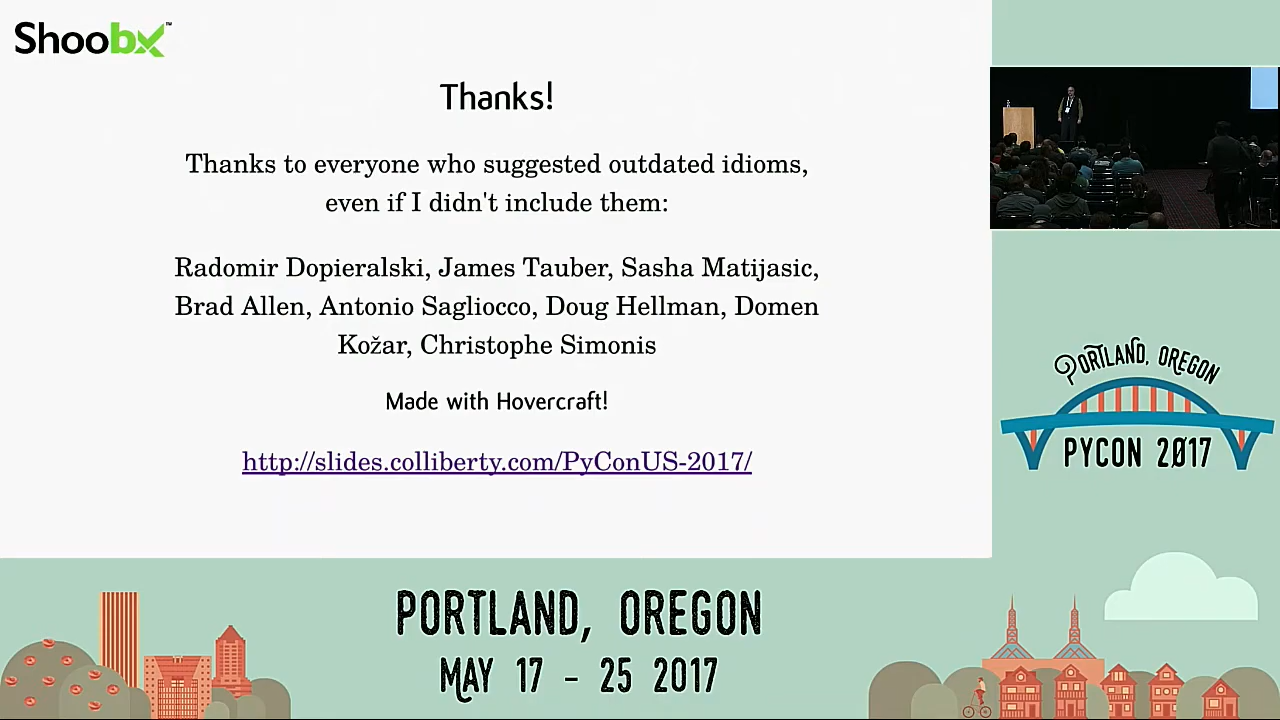 Shoobx™
Thanks!
Thanks to everyone who suggested outdated idioms,
even if I didn't include them:
Radomir Dopieralski, James Tauber, Sasha Matijasic,
Brad Allen, Antonio Sagliocco, Doug Hellman, Domen
Kožar, Christophe Simonis
Made with Hovercraft!
http://slides.colliberty.com/PyConUS-2017/
PORTLAND, OREGON
PYCON 2017
PORTLAND, OREGON
MAY 17 - 25 2017